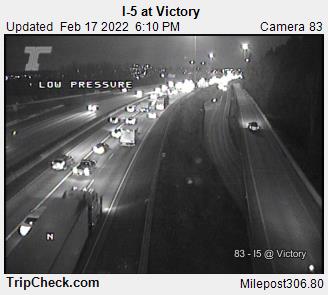 I-5 at Victory
Updated Feb 17 2022 6:10 PM Camera 83
LOW PRESSURE
N
83 - I5 @ Victory
TripCheck.com Milepost306.80